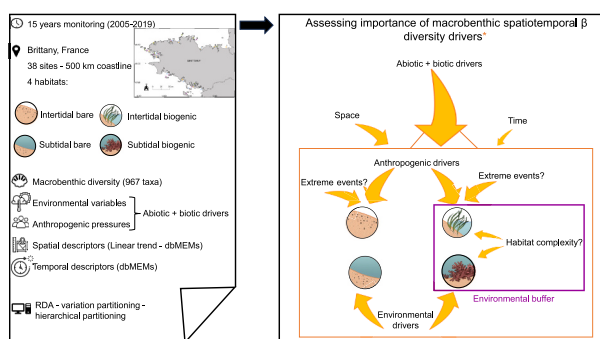 15 years monitoring (2005-2019)
Brittany, France
38 sites - 500 km coastline
4 habitats:
Intertidal bare
Intertidal biogenic
Subtidal bare
Subtidal biogenic
Macrobenthic diversity (967 taxa)
Environmental variables
Anthropogenic pressures
Abiotic + biotic drivers
Spatial descriptors (Linear trend - dbMEMs)
Temporal descriptors (dbMEMs)
RDA - variation partitioning -
hierarchical partitioning
Assessing importance of macrobenthic spatiotemporal β
diversity drivers*
Abiotic + biotic drivers
Space
Time
Anthropogenic drivers
Extreme events?
Extreme events?
Habitat complexity?
Environmental buffer
Environmental
drivers